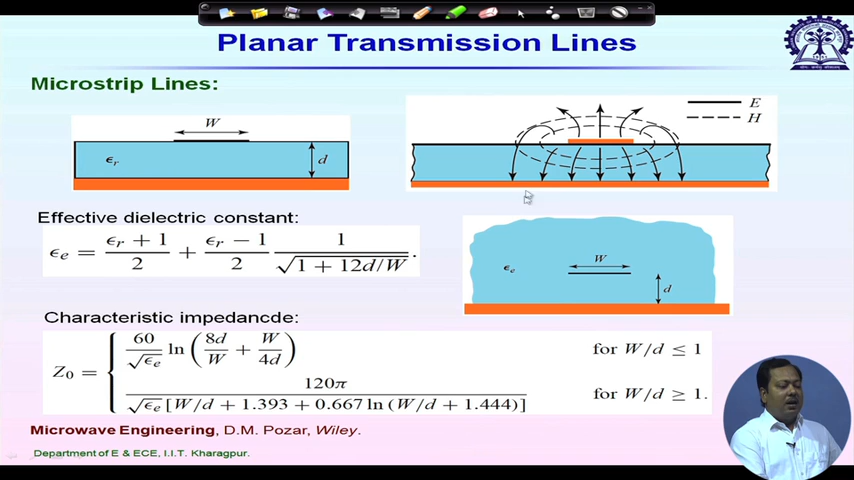 Planar Transmission Lines
Microstrip Lines:
W
ϵr
d
E
H
Effective dielectric constant:
ϵe = (ϵr + 1)/2 + (ϵr − 1)/2 1/√(1 + 12d/W).
ϵe
W
d
Characteristic impedancde:
Z0 = { 60/√ϵe ln (8d/W + W/4d) for W/d ≤ 1
120π/(√ϵe [W/d + 1.393 + 0.667 ln (W/d + 1.444)]) for W/d ≥ 1.
Microwave Engineering, D.M. Pozar, Wiley.
Department of E & ECE, I.I.T. Kharagpur.